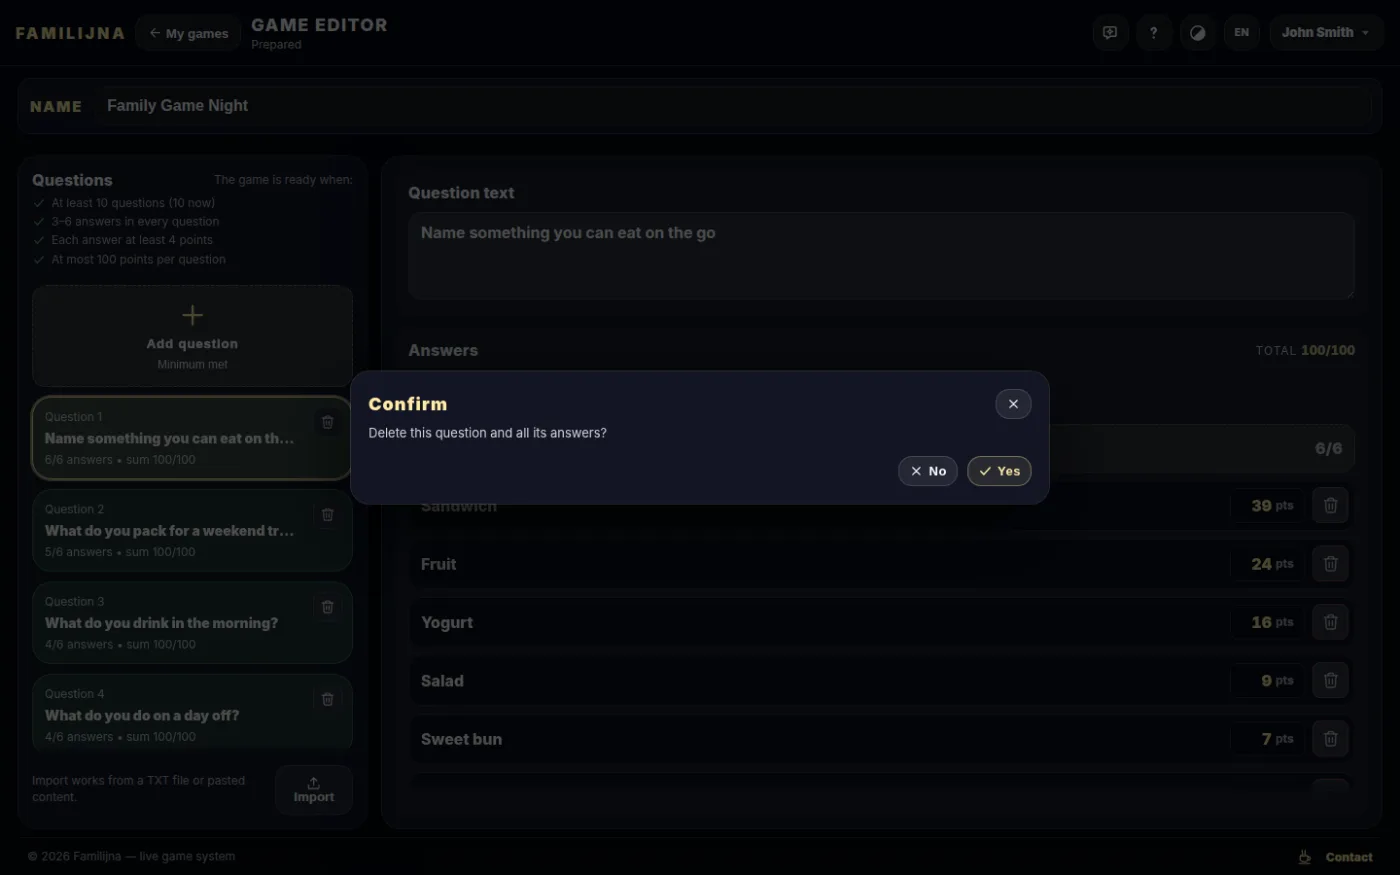 FAMILIJNA
My games
GAME EDITOR
Prepared
?
EN
John Smith
NAME
Family Game Night
Questions
The game is ready when:
At least 10 questions (10 now)
3–6 answers in every question
Each answer at least 4 points
At most 100 points per question
Add question
Minimum met
Question 1
Name something you can eat on th...
6/6 answers • sum 100/100
Question 2
What do you pack for a weekend tr...
5/6 answers • sum 100/100
Question 3
What do you drink in the morning?
4/6 answers • sum 100/100
Question 4
What do you do on a day off?
4/6 answers • sum 100/100
Import works from a TXT file or pasted
content.
Import
Question text
Name something you can eat on the go
Answers
TOTAL 100/100
Confirm
Delete this question and all its answers?
No
Yes
6/6
Sandwich
39 pts
Fruit
24 pts
Yogurt
16 pts
Salad
9 pts
Sweet bun
7 pts
© 2026 Familijna — live game system
Contact